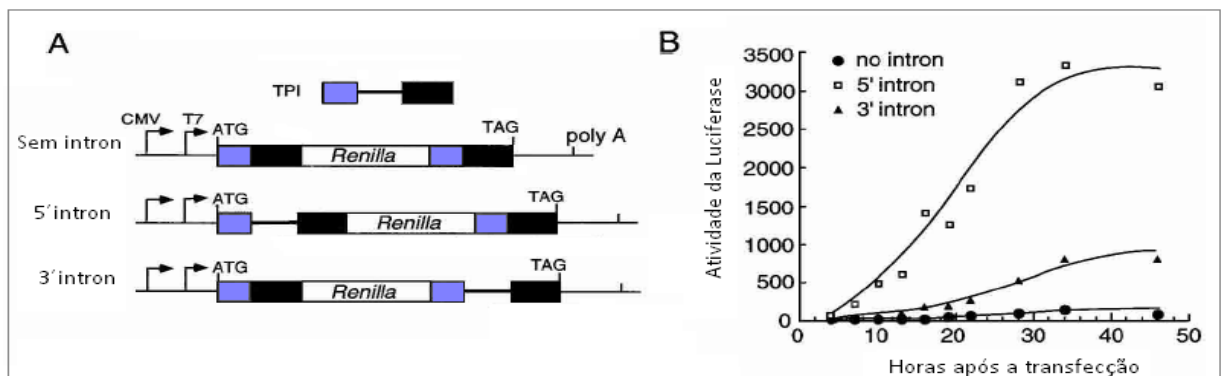 A
TPI
CMV T7 ATG TAG poly A
Sem intron
Renilla
ATG TAG
5´intron
Renilla
ATG TAG
3´intron
Renilla
B
no intron
5' intron
3' intron
Atividade da Luciferase
3500
3000
2500
2000
1500
1000
500
0
0 10 20 30 40 50
Horas após a transfecção